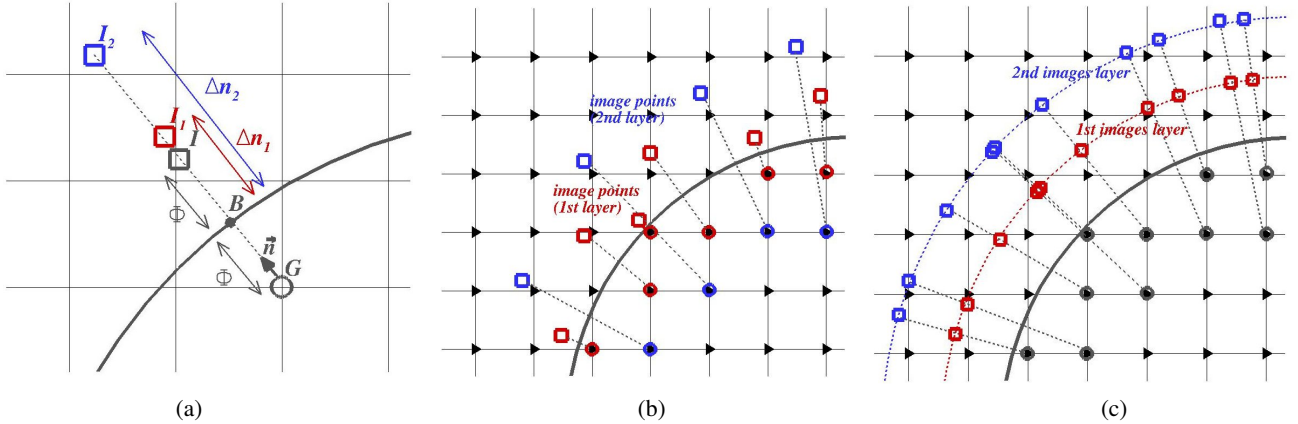 I₂
Δn₂
I₁
I
Δn₁
Φ
B
n⃗
G
Φ
(a)
image points
(2nd layer)
image points
(1st layer)
(b)
2nd images layer
1st images layer
(c)